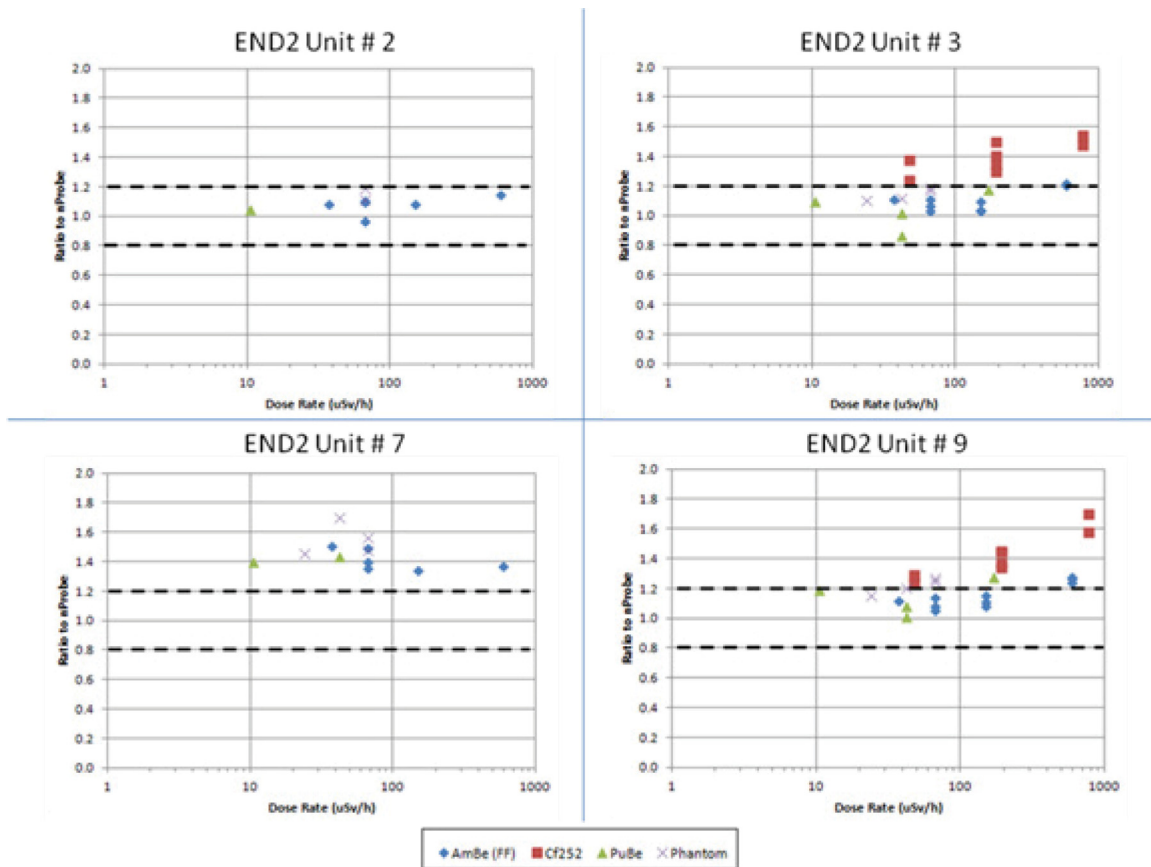 END2 Unit # 2
2.0
1.8
1.6
1.4
1.2
1.0
0.8
0.6
0.4
0.2
0.0
Ratio to nProbe
1 10 100 1000
Dose Rate (uSv/h)
END2 Unit # 3
2.0
1.8
1.6
1.4
1.2
1.0
0.8
0.6
0.4
0.2
0.0
Ratio to nProbe
1 10 100 1000
Dose Rate (uSv/h)
END2 Unit # 7
2.0
1.8
1.6
1.4
1.2
1.0
0.8
0.6
0.4
0.2
0.0
Ratio to nProbe
1 10 100 1000
Dose Rate (uSv/h)
END2 Unit # 9
2.0
1.8
1.6
1.4
1.2
1.0
0.8
0.6
0.4
0.2
0.0
Ratio to nProbe
1 10 100 1000
Dose Rate (uSv/h)
AmBe (FF) Cf252 PuBe Phantom